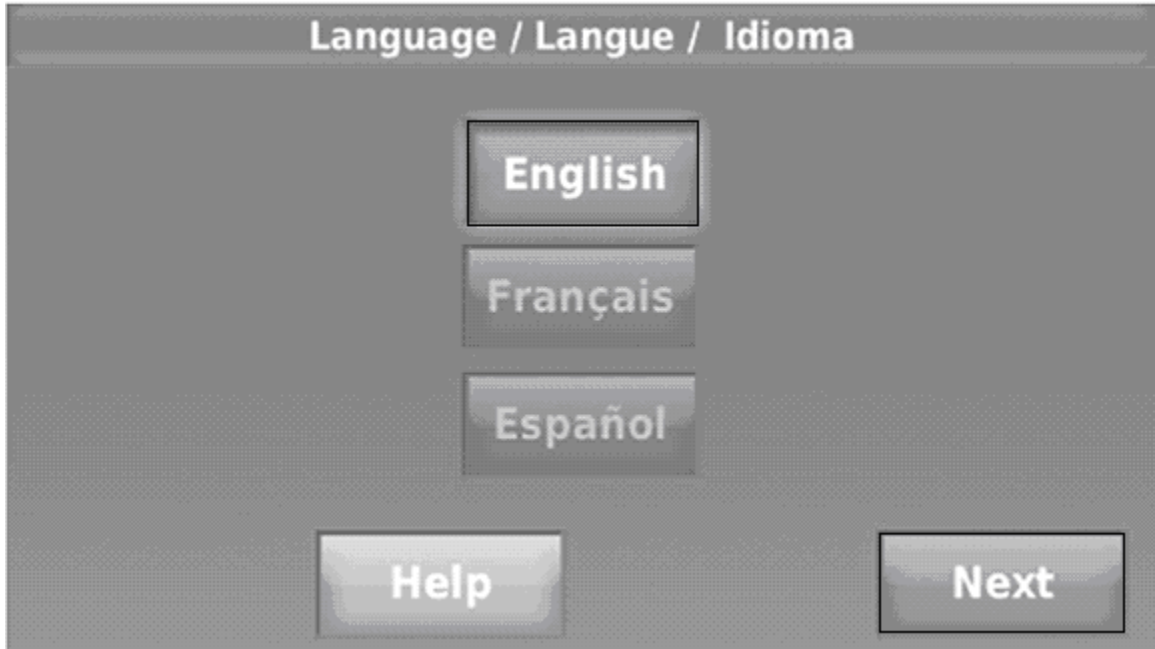 Language / Langue / Idioma
English
Français
Español
Help Next